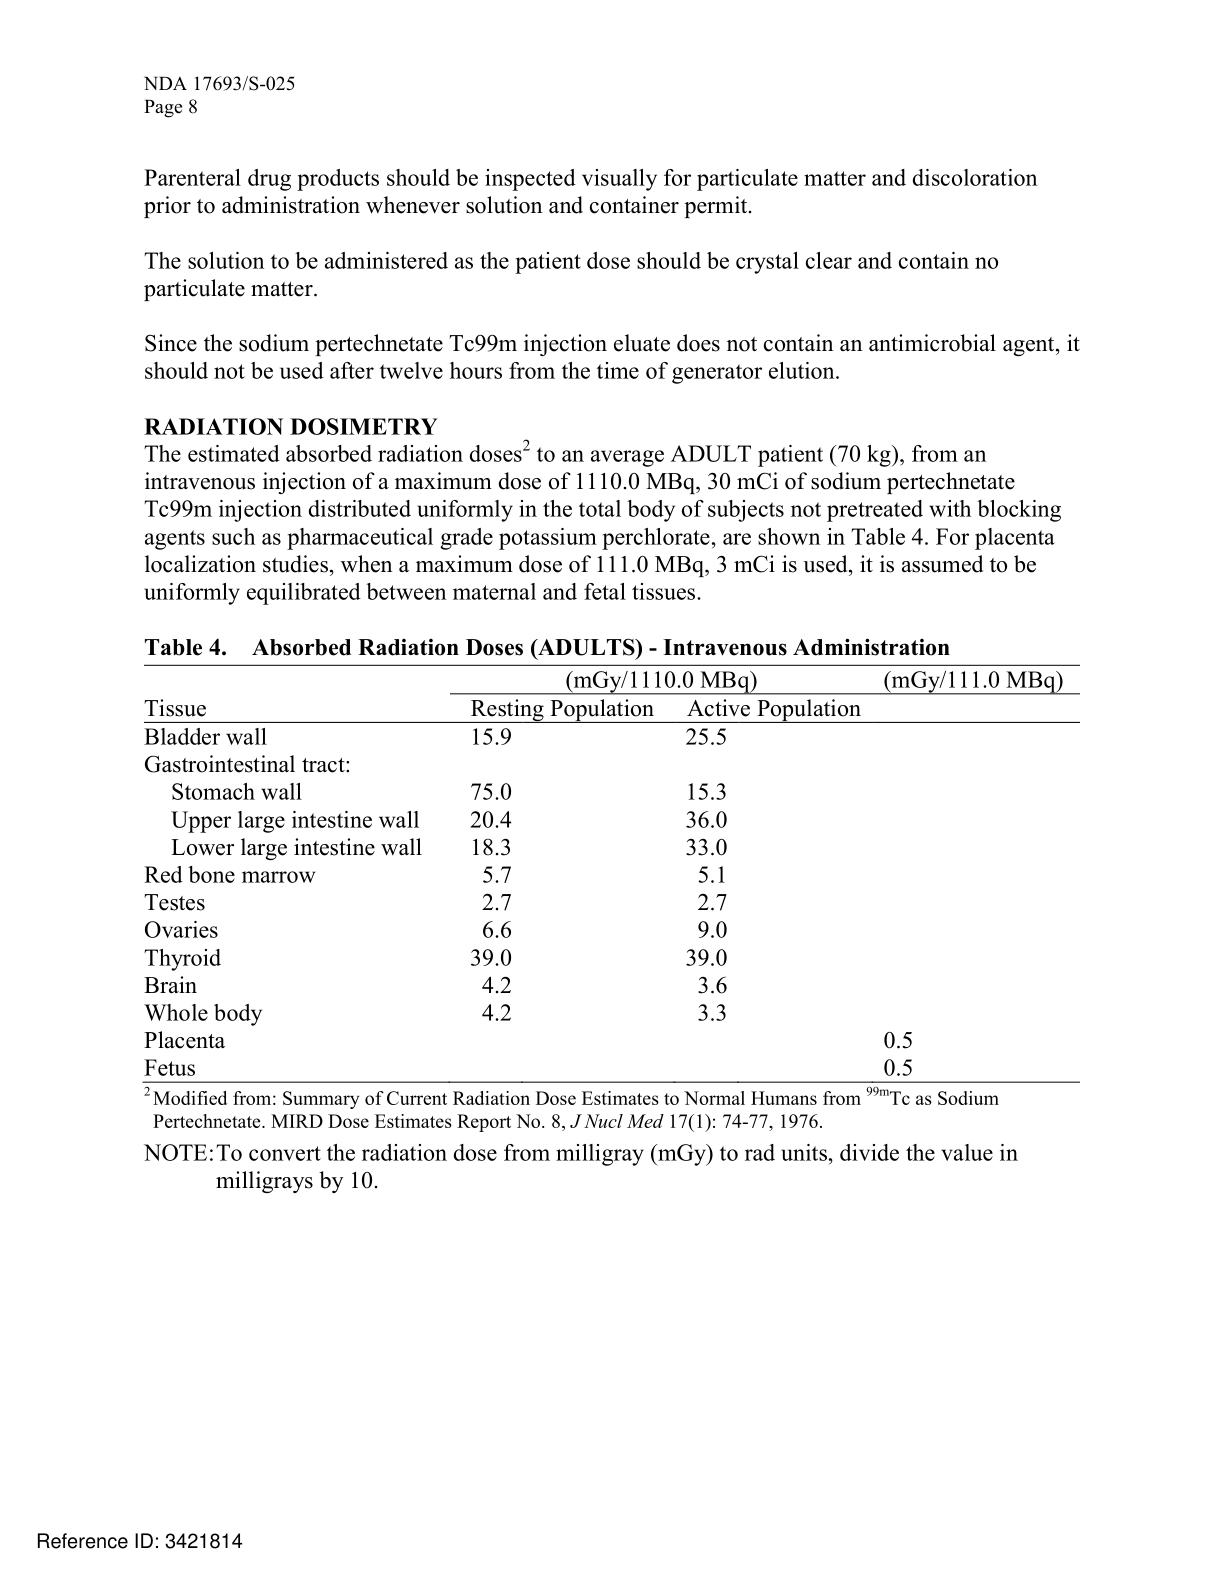 NDA 17693/S-025
Page 8
Parenteral drug products should be inspected visually for particulate matter and discoloration
prior to administration whenever solution and container permit.
The solution to be administered as the patient dose should be crystal clear and contain no
particulate matter.
Since the sodium pertechnetate Tc99m injection eluate does not contain an antimicrobial agent, it
should not be used after twelve hours from the time of generator elution.
RADIATION DOSIMETRY
The estimated absorbed radiation doses² to an average ADULT patient (70 kg), from an
intravenous injection of a maximum dose of 1110.0 MBq, 30 mCi of sodium pertechnetate
Tc99m injection distributed uniformly in the total body of subjects not pretreated with blocking
agents such as pharmaceutical grade potassium perchlorate, are shown in Table 4. For placenta
localization studies, when a maximum dose of 111.0 MBq, 3 mCi is used, it is assumed to be
uniformly equilibrated between maternal and fetal tissues.
Table 4. Absorbed Radiation Doses (ADULTS) - Intravenous Administration
(mGy/1110.0 MBq) (mGy/111.0 MBq)
Tissue Resting Population Active Population
Bladder wall 15.9 25.5
Gastrointestinal tract:
Stomach wall 75.0 15.3
Upper large intestine wall 20.4 36.0
Lower large intestine wall 18.3 33.0
Red bone marrow 5.7 5.1
Testes 2.7 2.7
Ovaries 6.6 9.0
Thyroid 39.0 39.0
Brain 4.2 3.6
Whole body 4.2 3.3
Placenta 0.5
Fetus 0.5
² Modified from: Summary of Current Radiation Dose Estimates to Normal Humans from ⁹⁹ᵐTc as Sodium
Pertechnetate. MIRD Dose Estimates Report No. 8, J Nucl Med 17(1): 74-77, 1976.
NOTE: To convert the radiation dose from milligray (mGy) to rad units, divide the value in
milligrays by 10.
Reference ID: 3421814